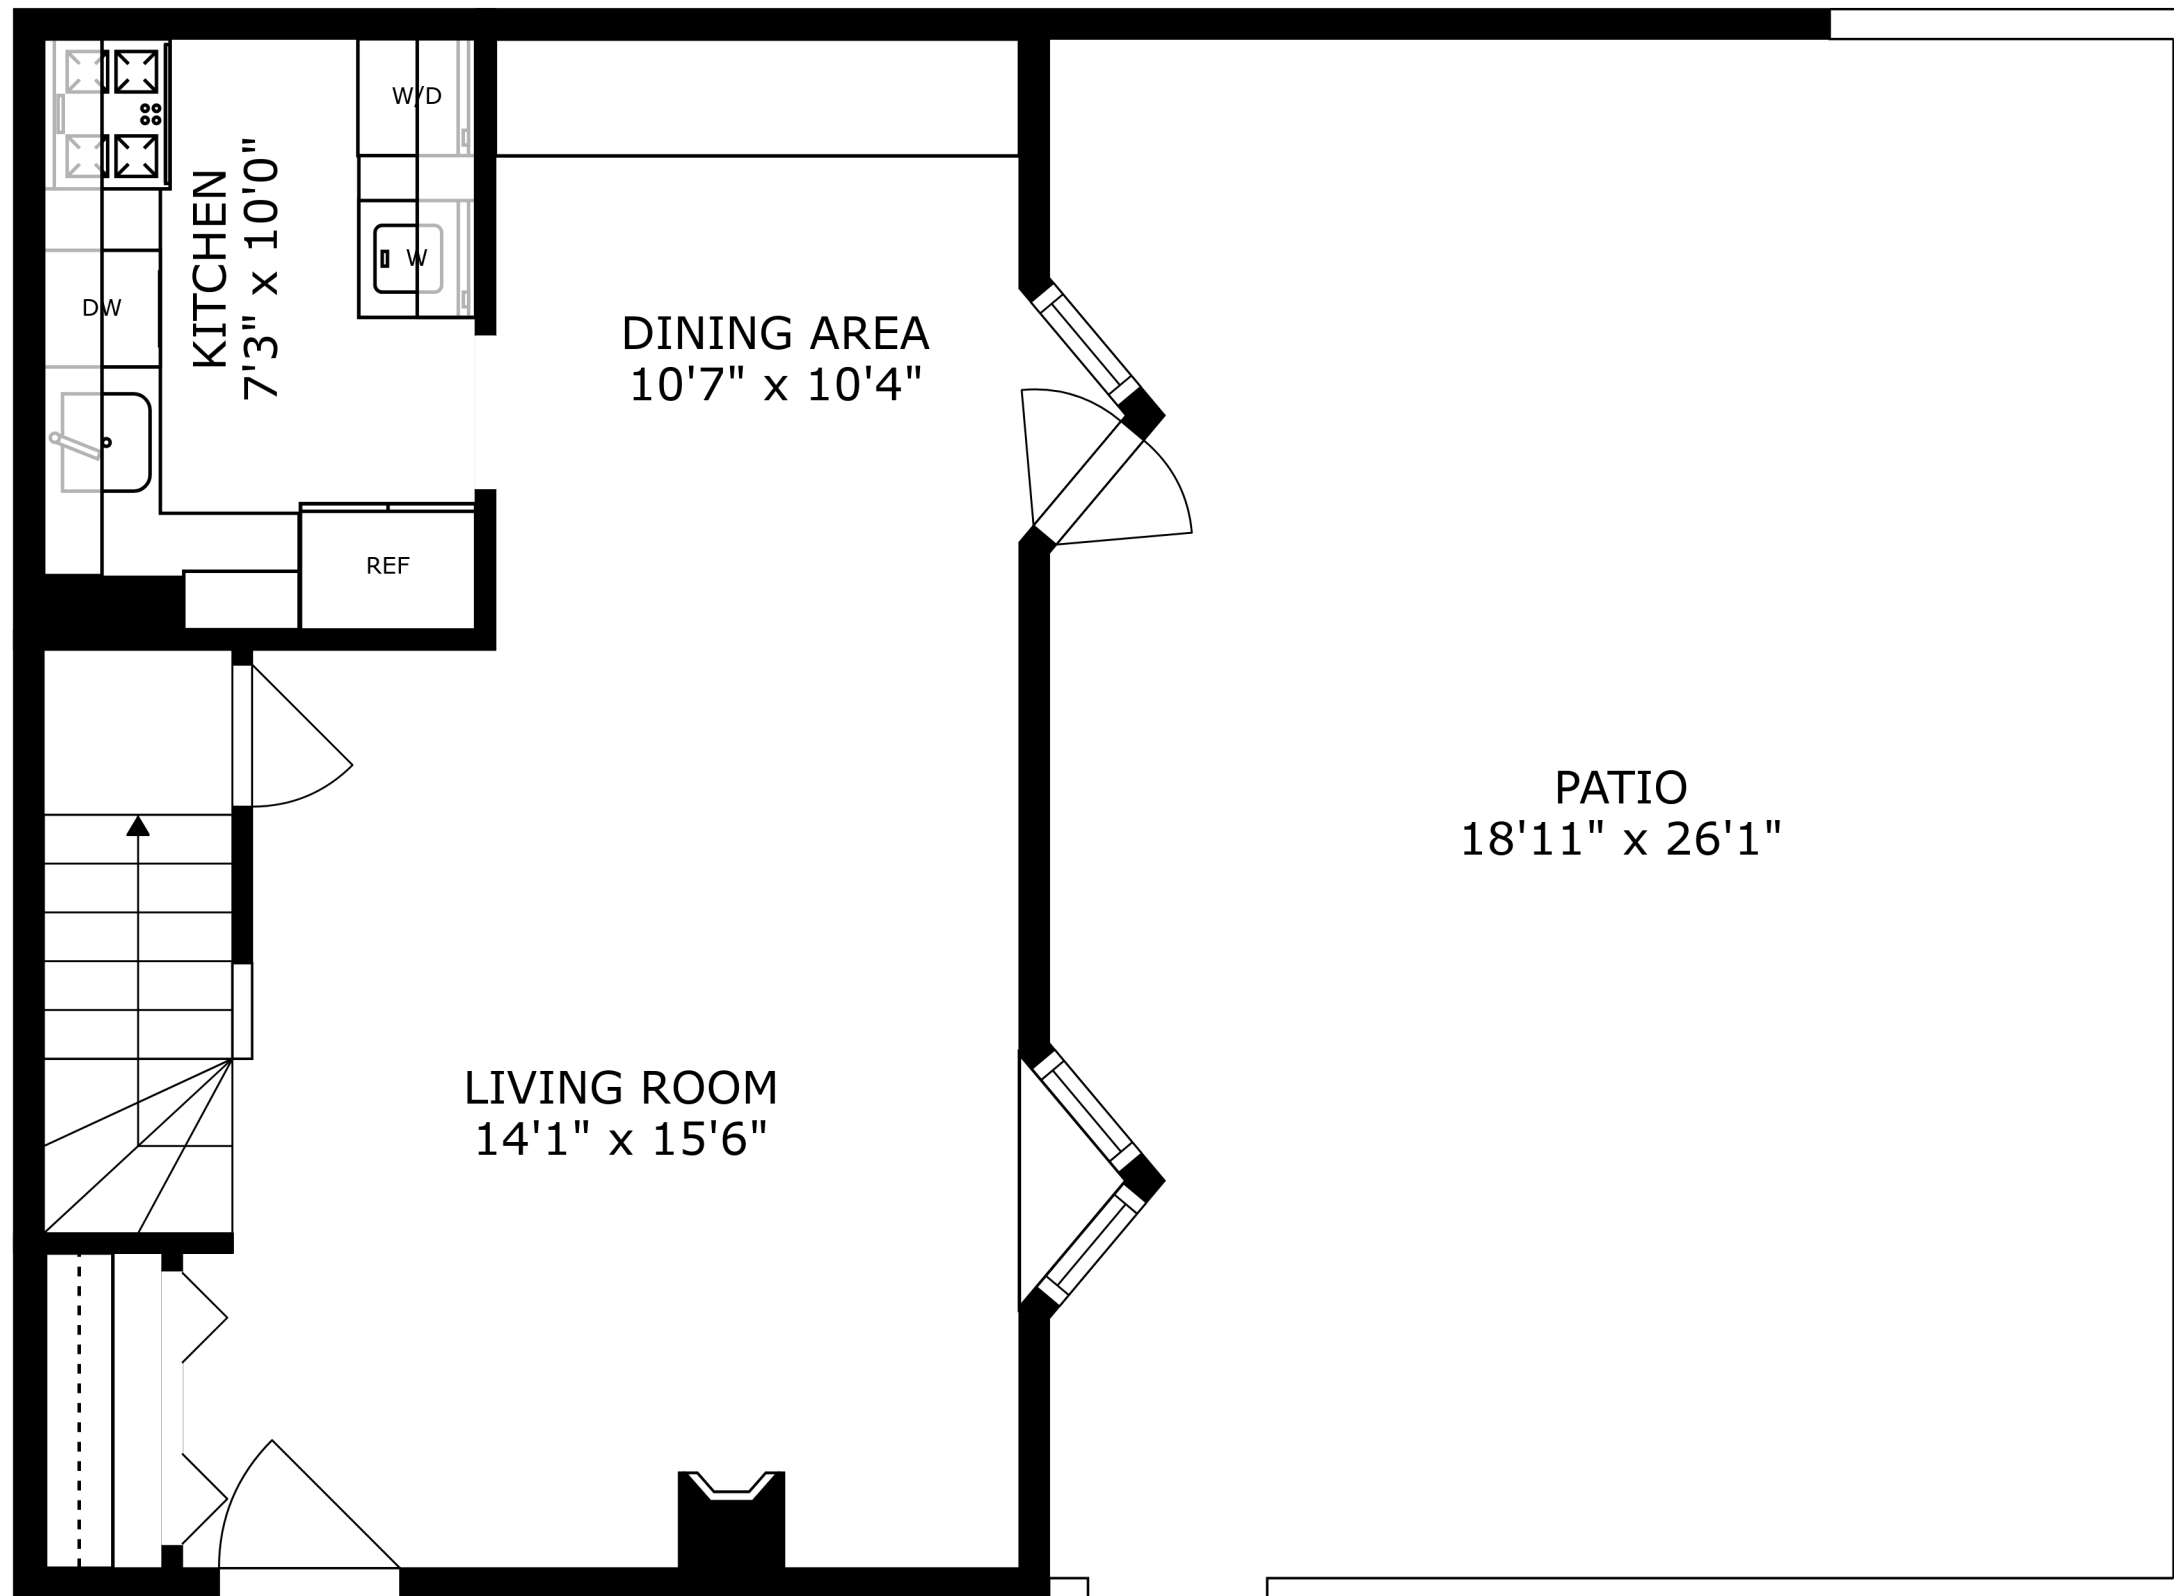 W/D
KITCHEN
7'3" x 10'0"
W
DW
DINING AREA
10'7" x 10'4"
REF
PATIO
18'11" x 26'1"
LIVING ROOM
14'1" x 15'6"